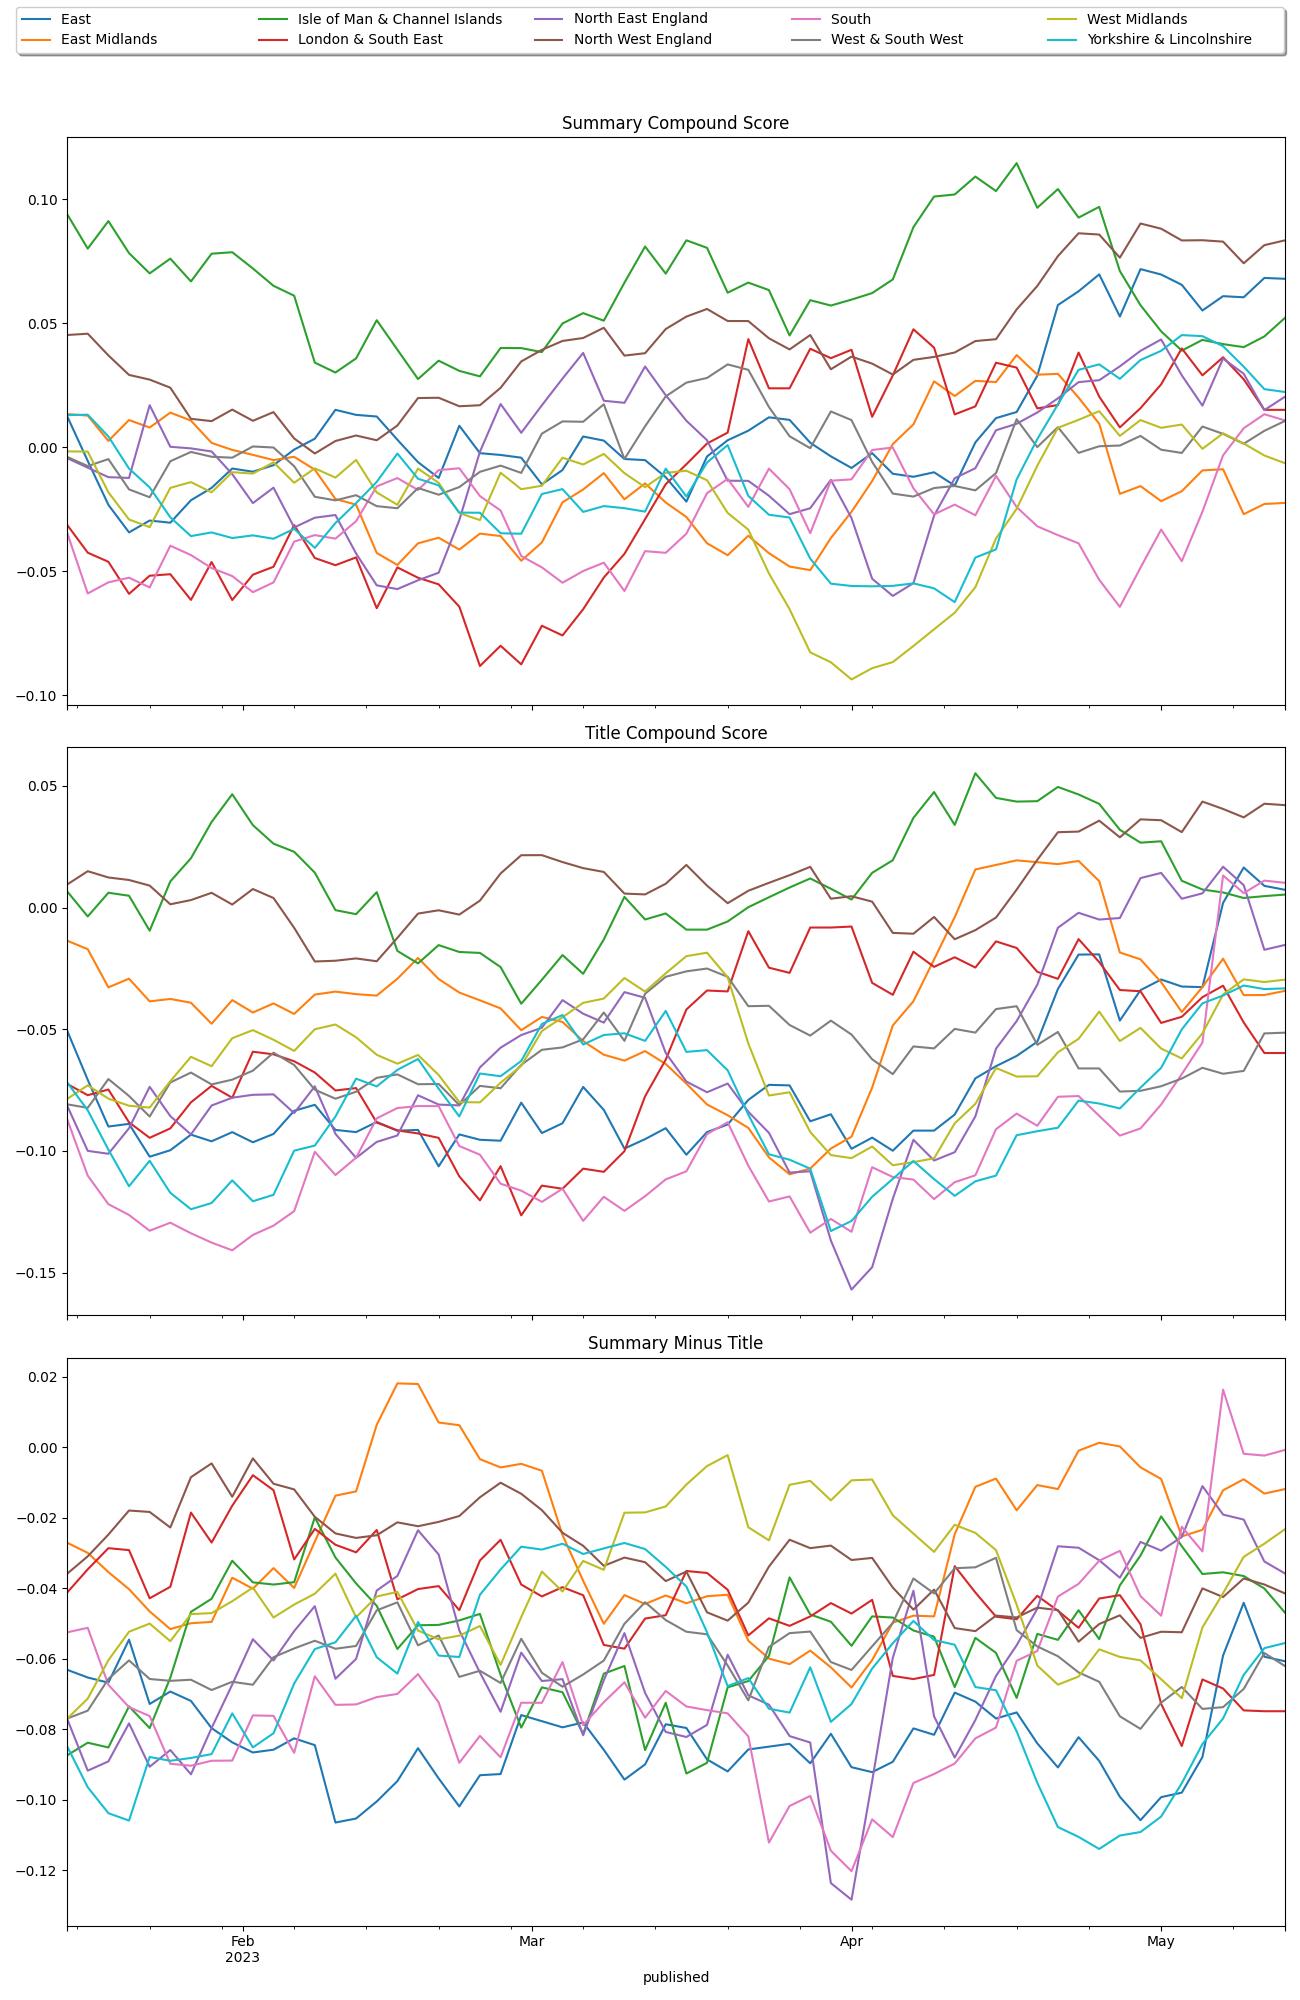 East
Isle of Man & Channel Islands
North East England
South
West Midlands
East Midlands
London & South East
North West England
West & South West
Yorkshire & Lincolnshire
Summary Compound Score
0.10
0.05
0.00
−0.05
−0.10
Title Compound Score
0.05
0.00
−0.05
−0.10
−0.15
Summary Minus Title
0.02
0.00
−0.02
−0.04
−0.06
−0.08
−0.10
−0.12
Feb
Mar
Apr
May
2023
published